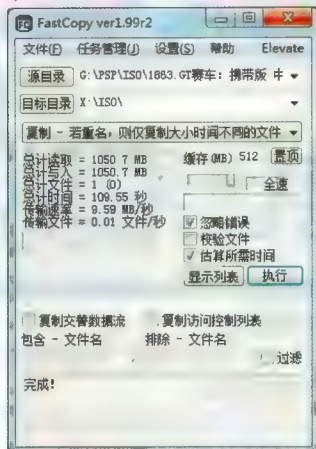 FastCopy ver1.99r2
文件(F) 任务管理(J) 设置(S) 帮助 Elevate
源目录 G:\PSP\ISO\1863.GT赛车：携带版 中
目标目录 X:\ISO\
复制 - 若重名，则仅复制大小时间不同的文件
总计读取 = 1050.7 MB
总计写入 = 1050.7 MB
总计文件 = 1 (0)
总计时间 = 109.55 秒
传输速率 = 9.59 MB/秒
传输文件 = 0.01 文件/秒
缓存(MB) 512 置顶
全速
忽略错误
校验文件
估算所需时间
显示列表 执行
复制交替数据流 复制访问控制列表
包含 - 文件名 排除 - 文件名
过滤
完成!